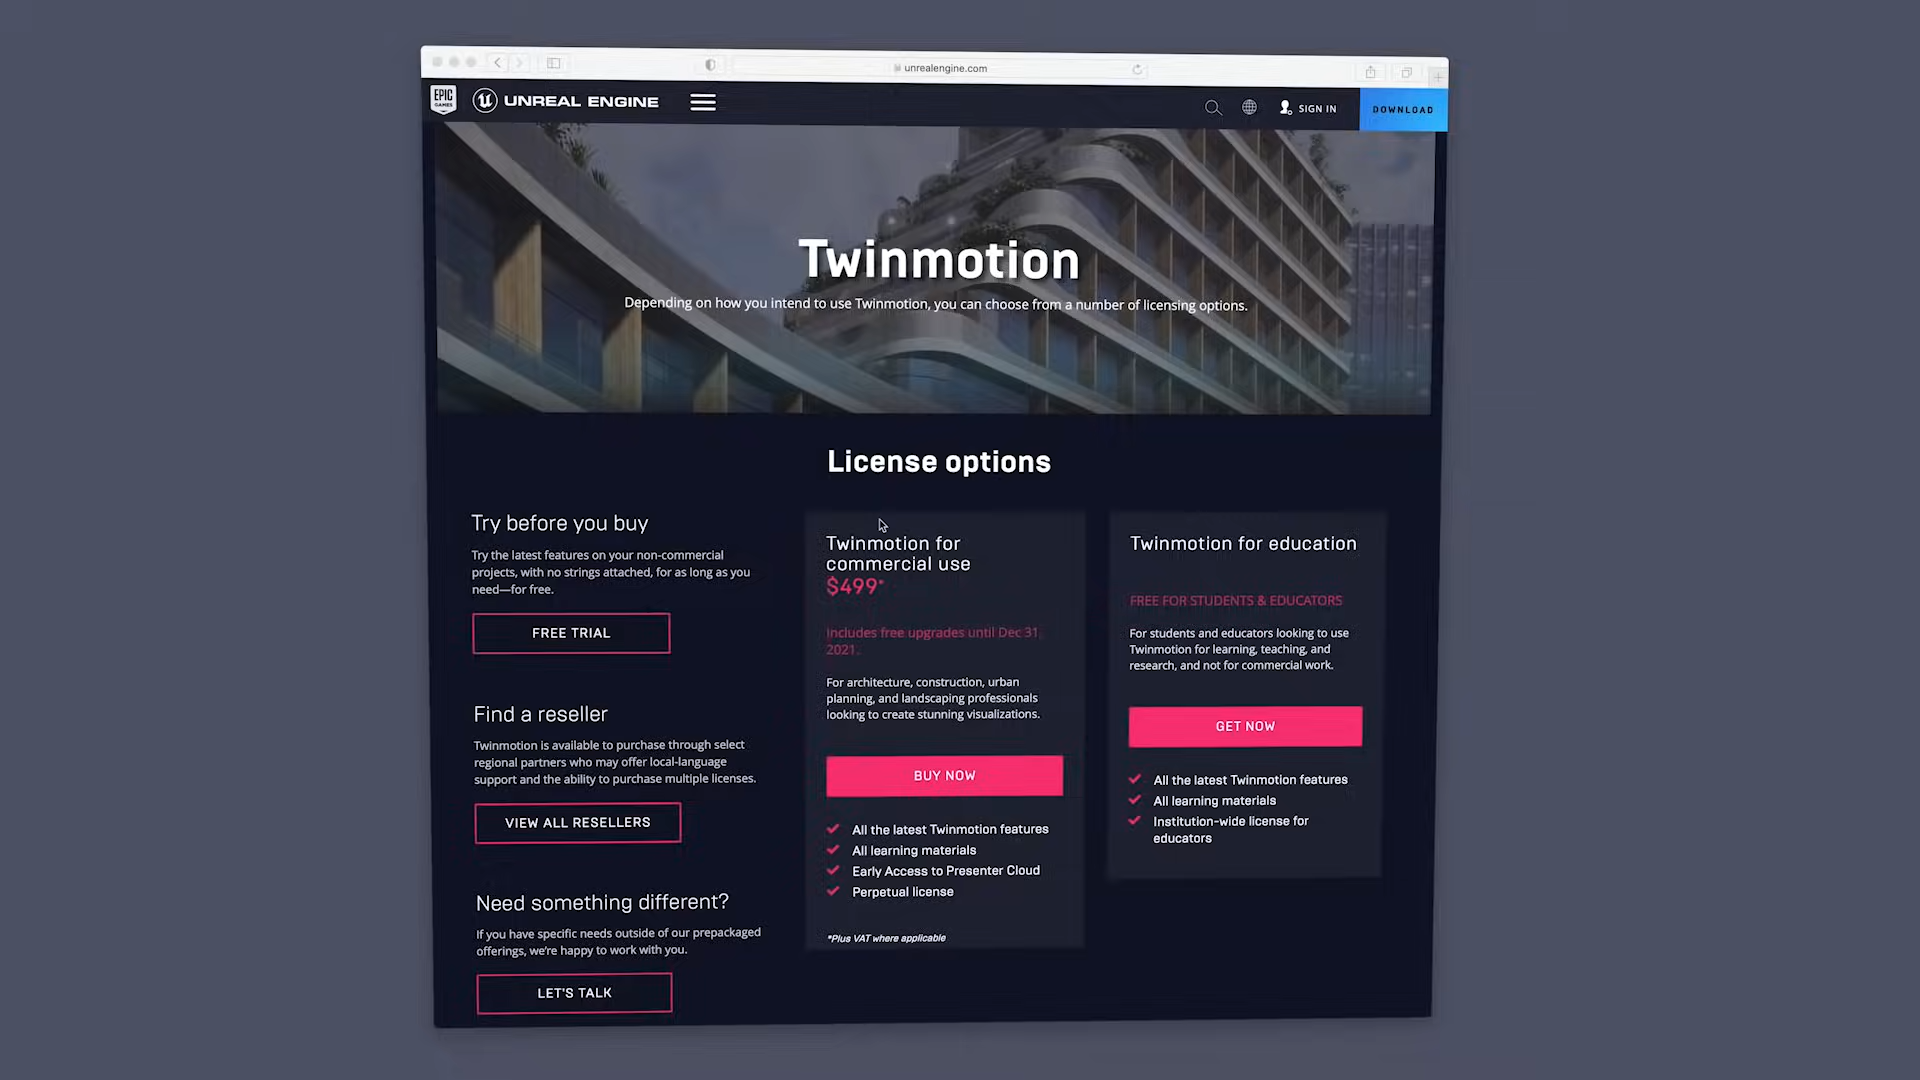 unrealengine.com
EPIC
GAMES
UNREAL ENGINE
SIGN IN
DOWNLOAD
Twinmotion
Depending on how you intend to use Twinmotion, you can choose from a number of licensing options.
License options
Try before you buy
Try the latest features on your non-commercial
projects, with no strings attached, for as long as you
need—for free.
FREE TRIAL
Find a reseller
Twinmotion is available to purchase through select
regional partners who may offer local-language
support and the ability to purchase multiple licenses.
VIEW ALL RESELLERS
Need something different?
If you have specific needs outside of our prepackaged
offerings, we're happy to work with you.
LET'S TALK
Twinmotion for
commercial use
$499*
Includes free upgrades until Dec 31,
2021.
For architecture, construction, urban
planning, and landscaping professionals
looking to create stunning visualizations.
BUY NOW
All the latest Twinmotion features
All learning materials
Early Access to Presenter Cloud
Perpetual license
*Plus VAT where applicable
Twinmotion for education
FREE FOR STUDENTS & EDUCATORS
For students and educators looking to use
Twinmotion for learning, teaching, and
research, and not for commercial work.
GET NOW
All the latest Twinmotion features
All learning materials
Institution-wide license for
educators